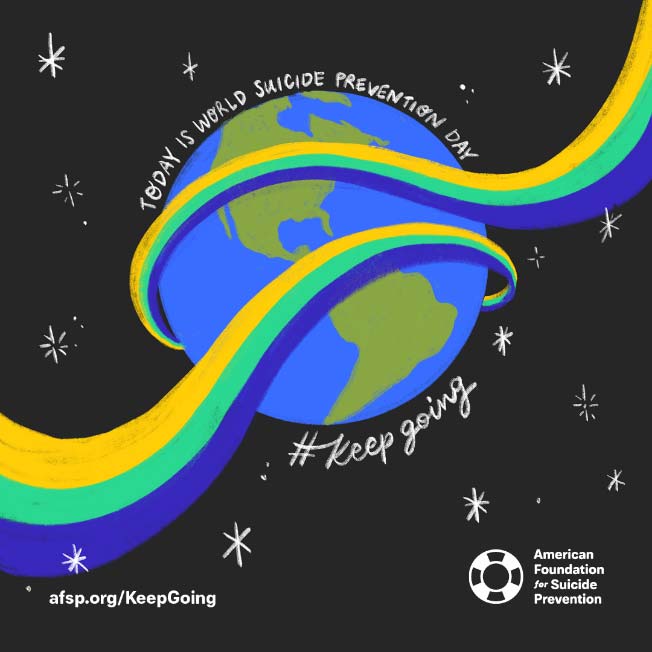 TODAY IS WORLD SUICIDE PREVENTION DAY
#Keep going
afsp.org/KeepGoing
American
Foundation
for Suicide
Prevention